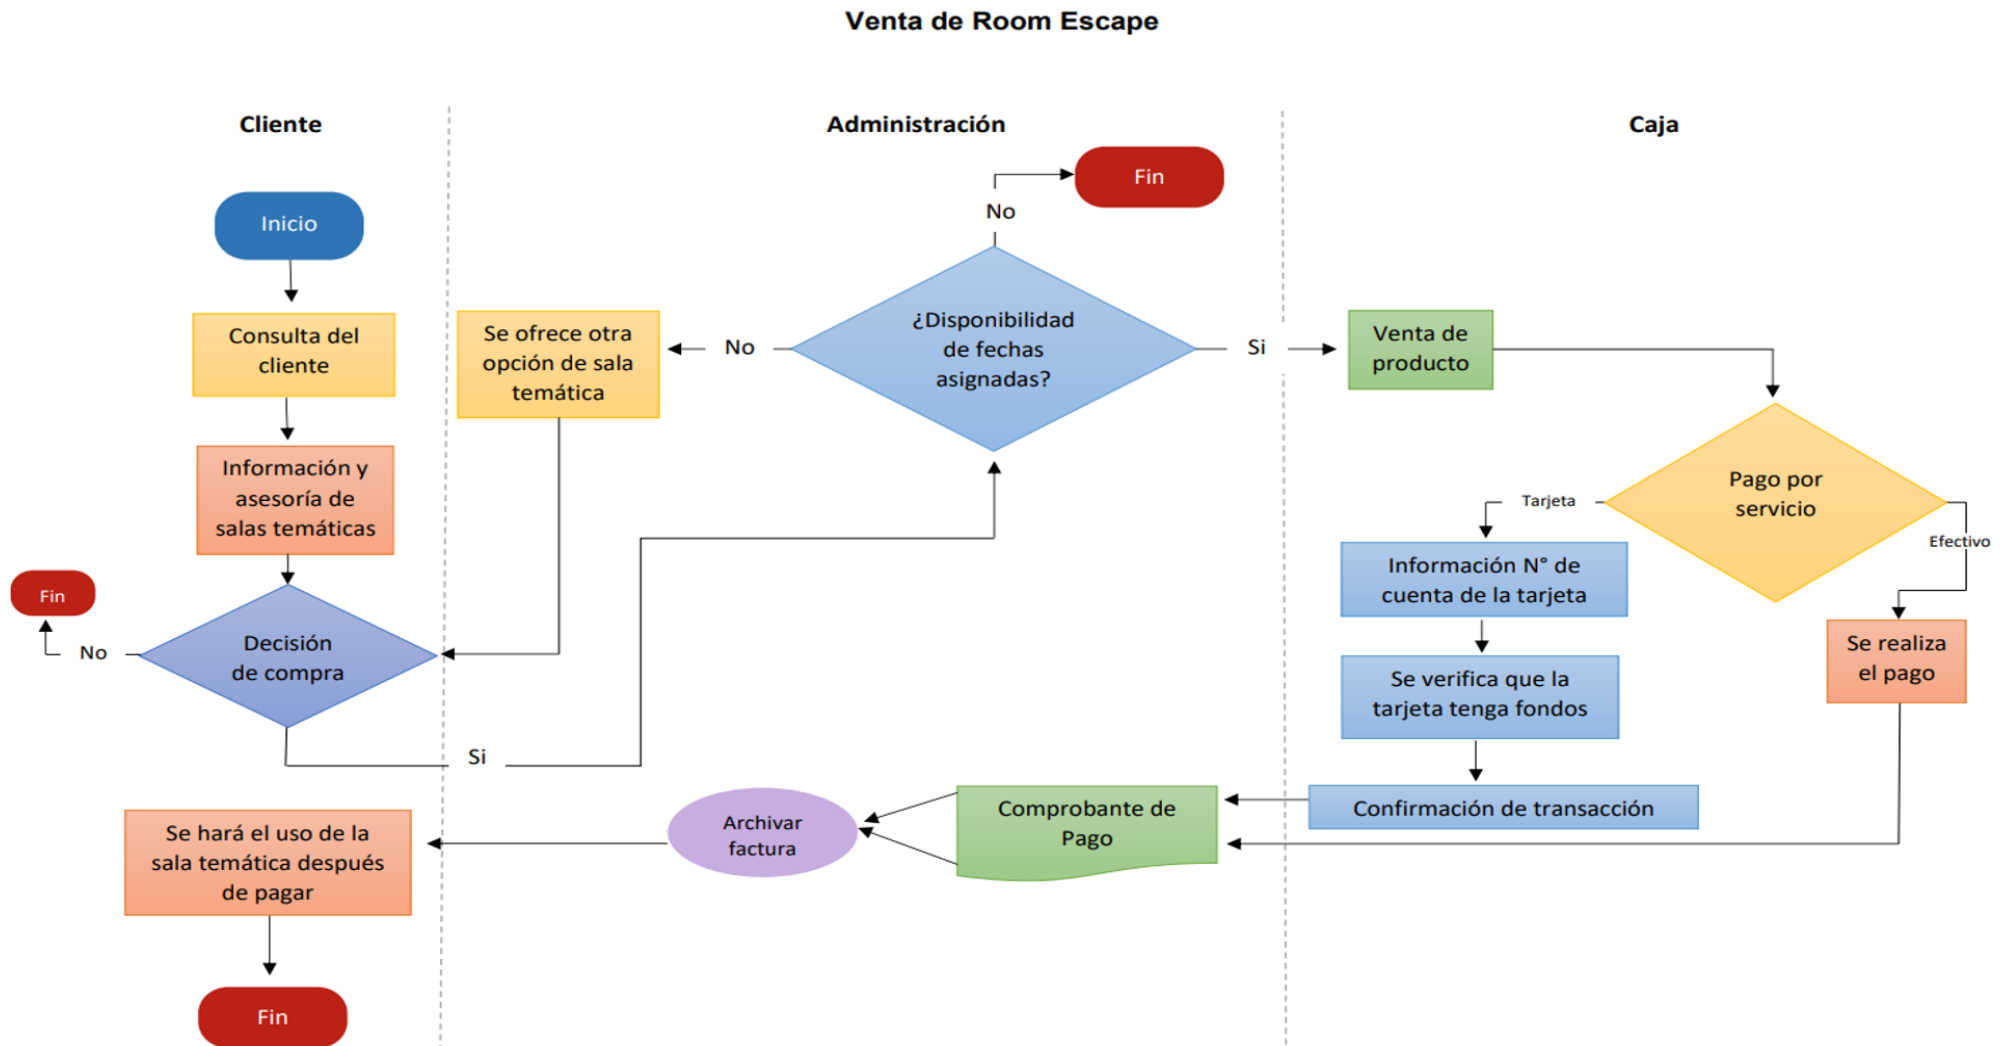 Venta de Room Escape
Cliente
Administración
Caja
Inicio
Consulta del
cliente
Información y
asesoría de
salas temáticas
Fin
No
Decisión
de compra
Si
Se ofrece otra
opción de sala
temática
No
¿Disponibilidad
de fechas
asignadas?
No
Fin
Si
Venta de
producto
Pago por
servicio
Tarjeta
Efectivo
Información N° de
cuenta de la tarjeta
Se verifica que la
tarjeta tenga fondos
Confirmación de transacción
Se realiza
el pago
Comprobante de
Pago
Archivar
factura
Se hará el uso de la
sala temática después
de pagar
Fin